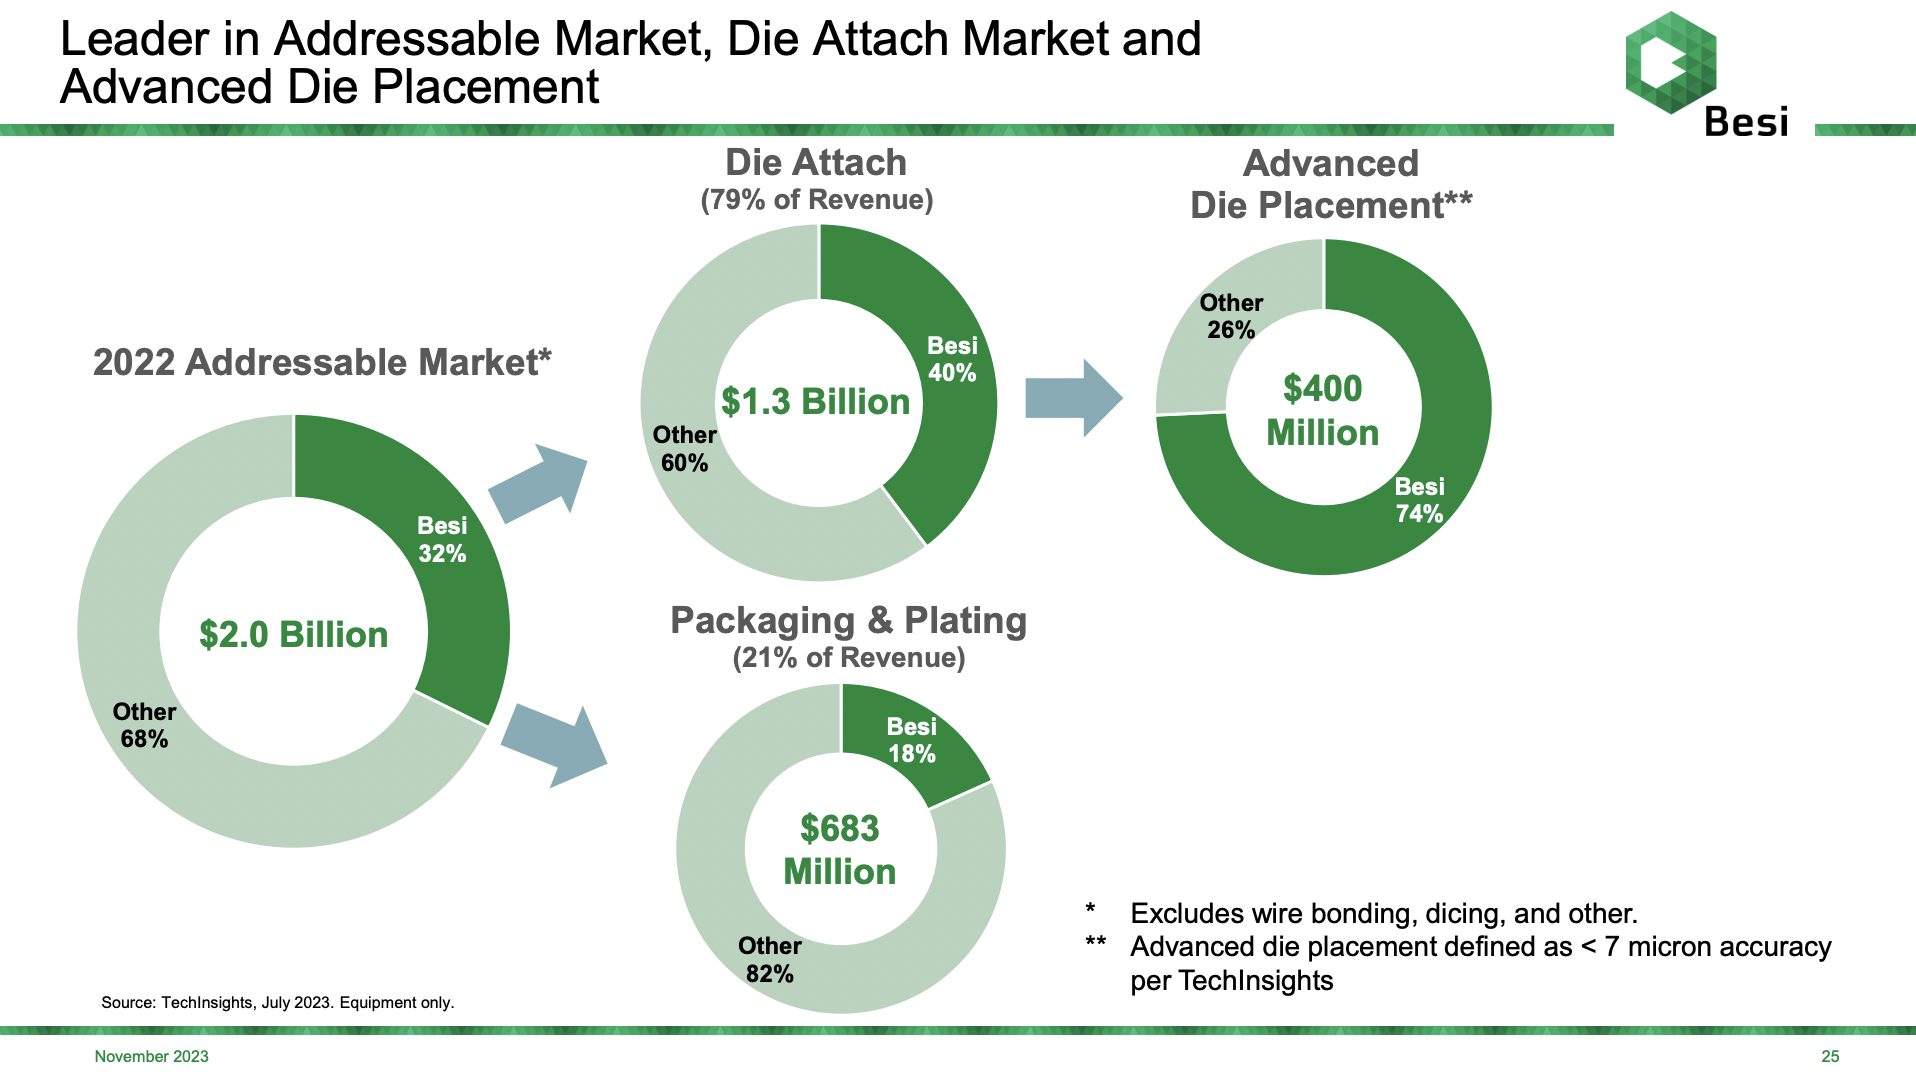 Leader in Addressable Market, Die Attach Market and
Advanced Die Placement
Besi
2022 Addressable Market*
Besi
32%
$2.0 Billion
Other
68%
Die Attach
(79% of Revenue)
Besi
40%
$1.3 Billion
Other
60%
Advanced
Die Placement**
Other
26%
$400
Million
Besi
74%
Packaging & Plating
(21% of Revenue)
Besi
18%
$683
Million
Other
82%
* Excludes wire bonding, dicing, and other.
** Advanced die placement defined as < 7 micron accuracy
per TechInsights
Source: TechInsights, July 2023. Equipment only.
November 2023
25